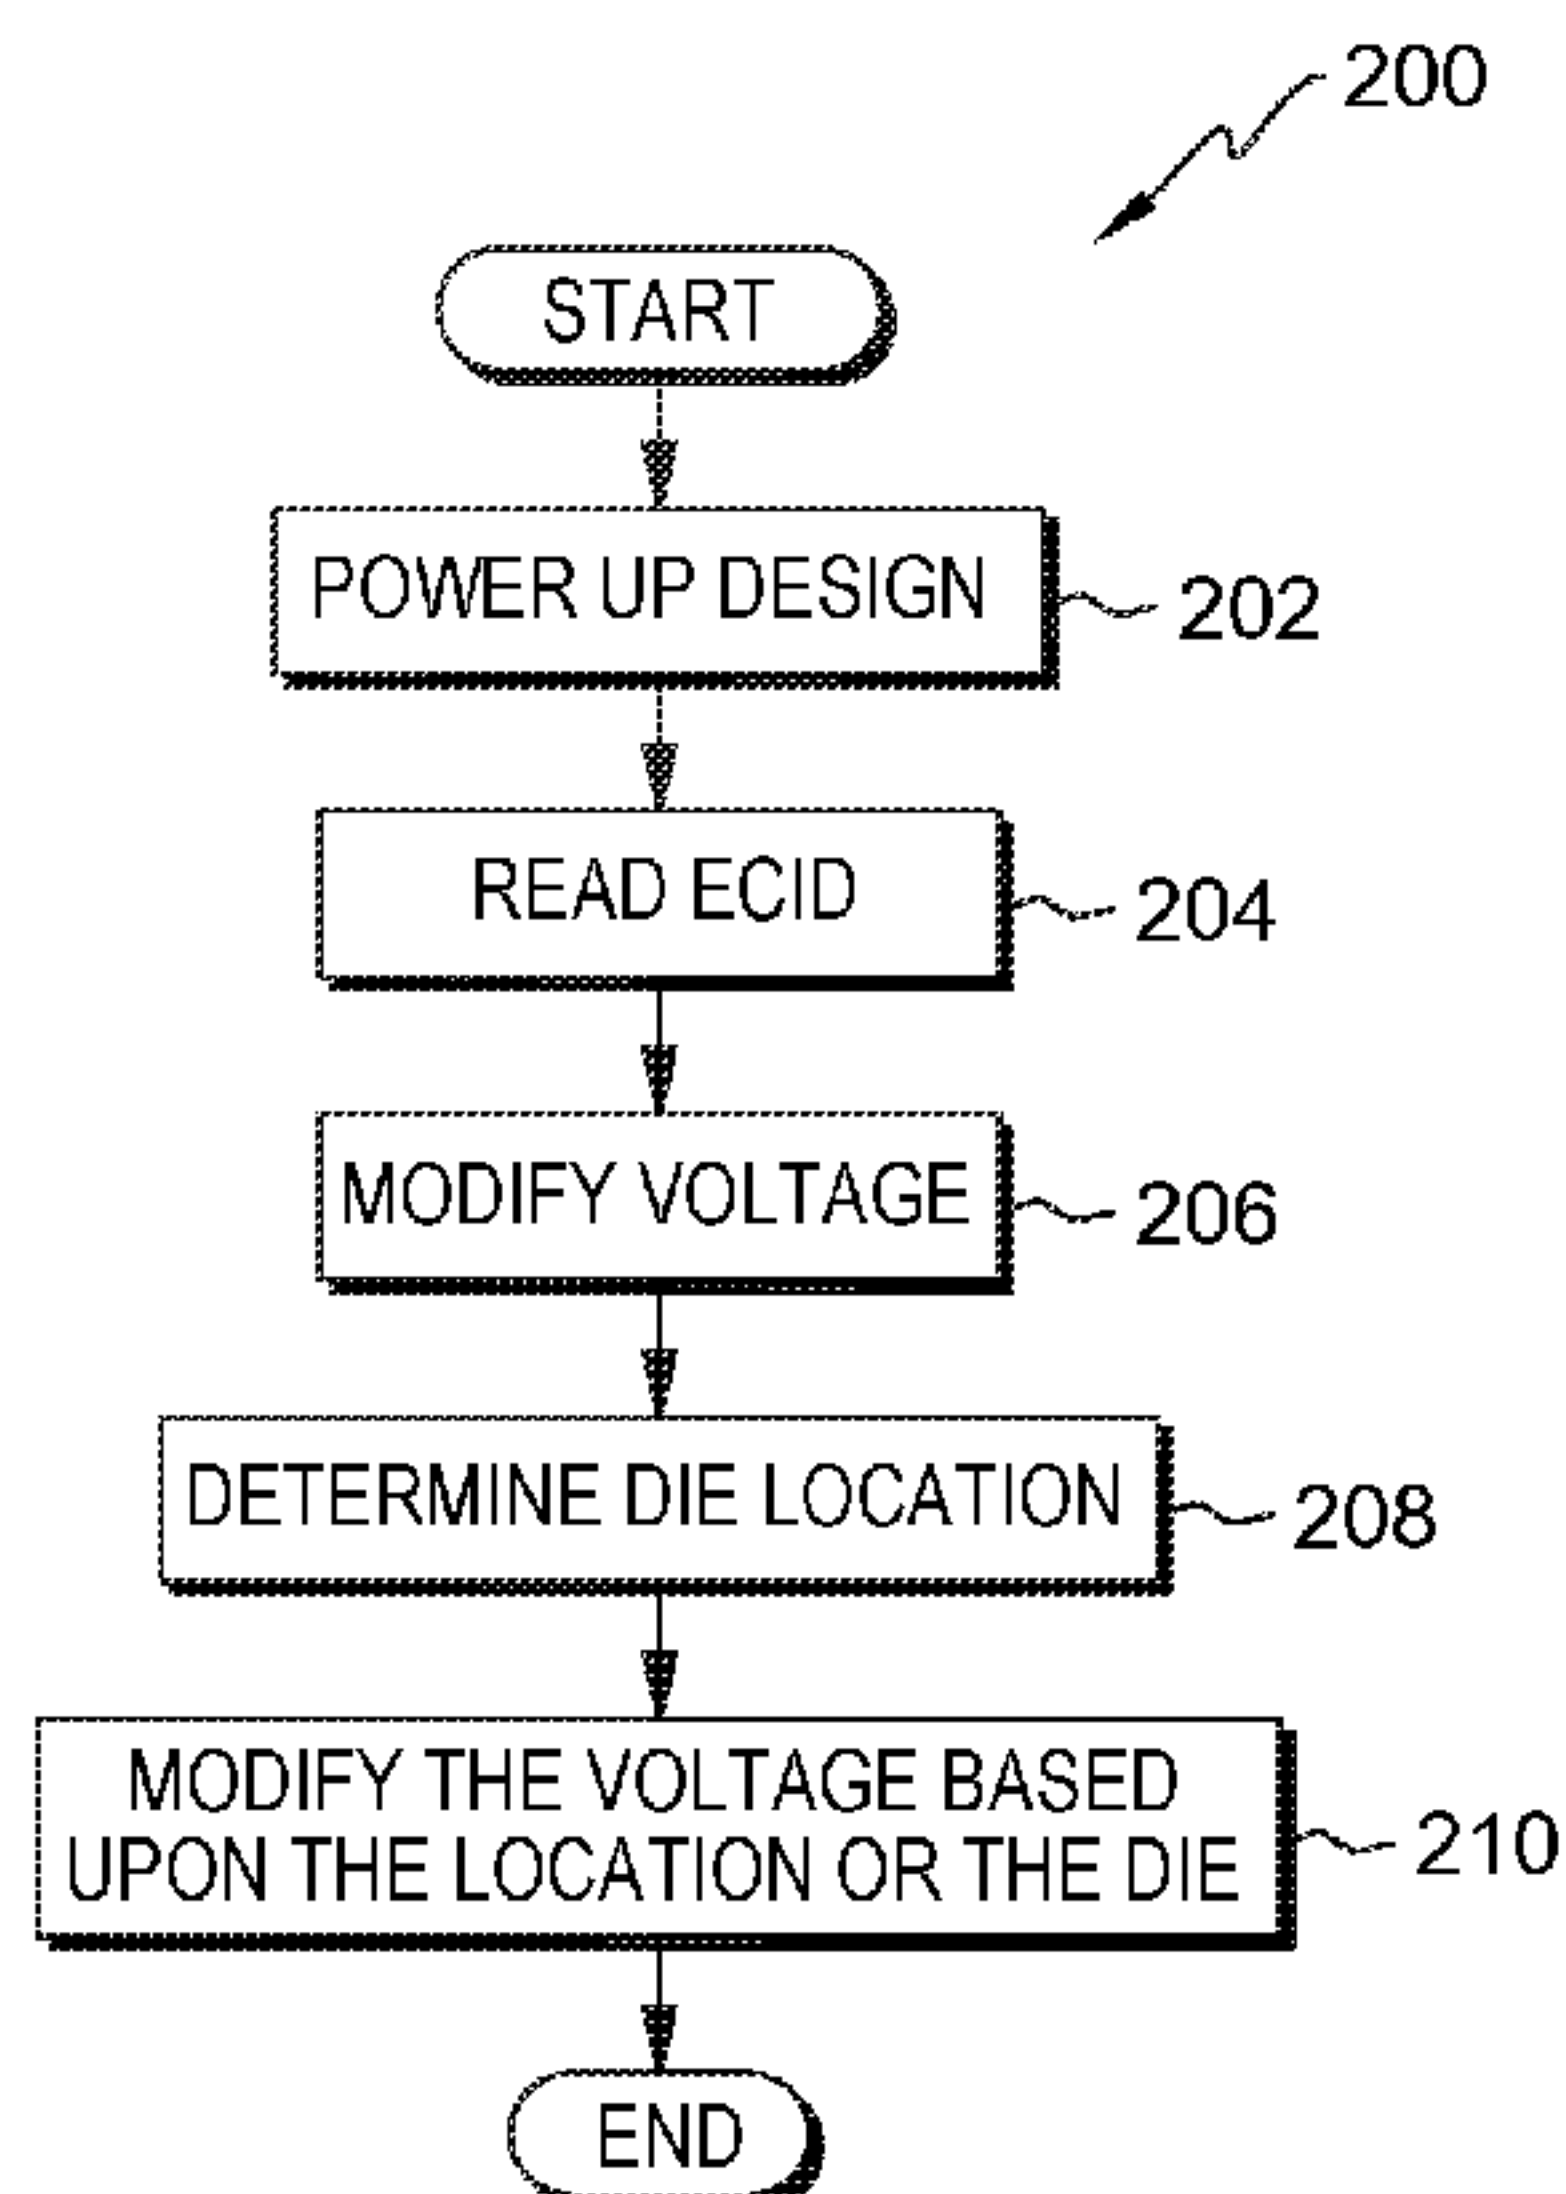 200
START
POWER UP DESIGN
202
READ ECID
204
MODIFY VOLTAGE
206
DETERMINE DIE LOCATION
208
MODIFY THE VOLTAGE BASED
UPON THE LOCATION OR THE DIE
210
END